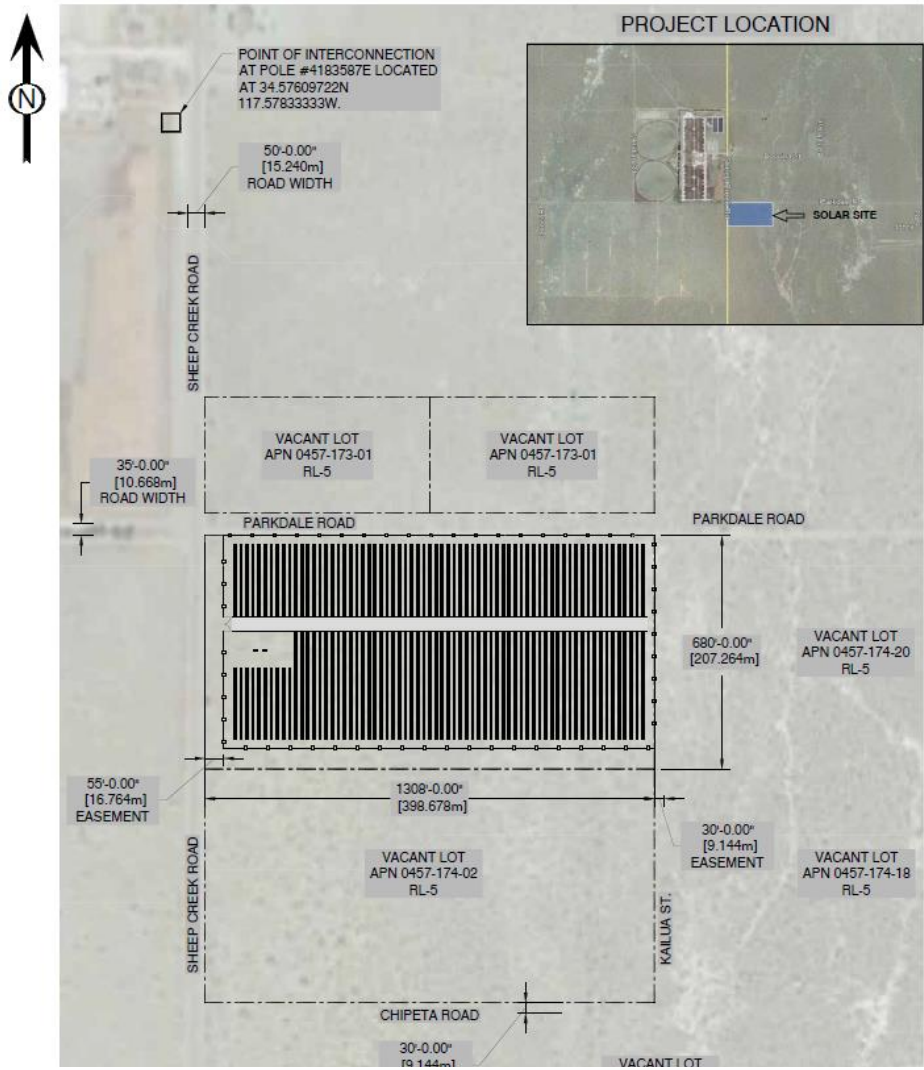 PROJECT LOCATION
N
POINT OF INTERCONNECTION
AT POLE #4183587E LOCATED
AT 34.57609722N
117.57833333W.
50'-0.00"
[15.240m]
ROAD WIDTH
SOLAR SITE
SHEEP CREEK ROAD
VACANT LOT
APN 0457-173-01
RL-5
VACANT LOT
APN 0457-173-01
RL-5
35'-0.00"
[10.668m]
ROAD WIDTH
PARKDALE ROAD
PARKDALE ROAD
680'-0.00"
[207.264m]
VACANT LOT
APN 0457-174-20
RL-5
55'-0.00"
[16.764m]
EASEMENT
1308'-0.00"
[398.678m]
30'-0.00"
[9.144m]
EASEMENT
VACANT LOT
APN 0457-174-02
RL-5
VACANT LOT
APN 0457-174-18
RL-5
SHEEP CREEK ROAD
KAILUA ST.
CHIPETA ROAD
30'-0.00"
[9.144m]
VACANT LOT